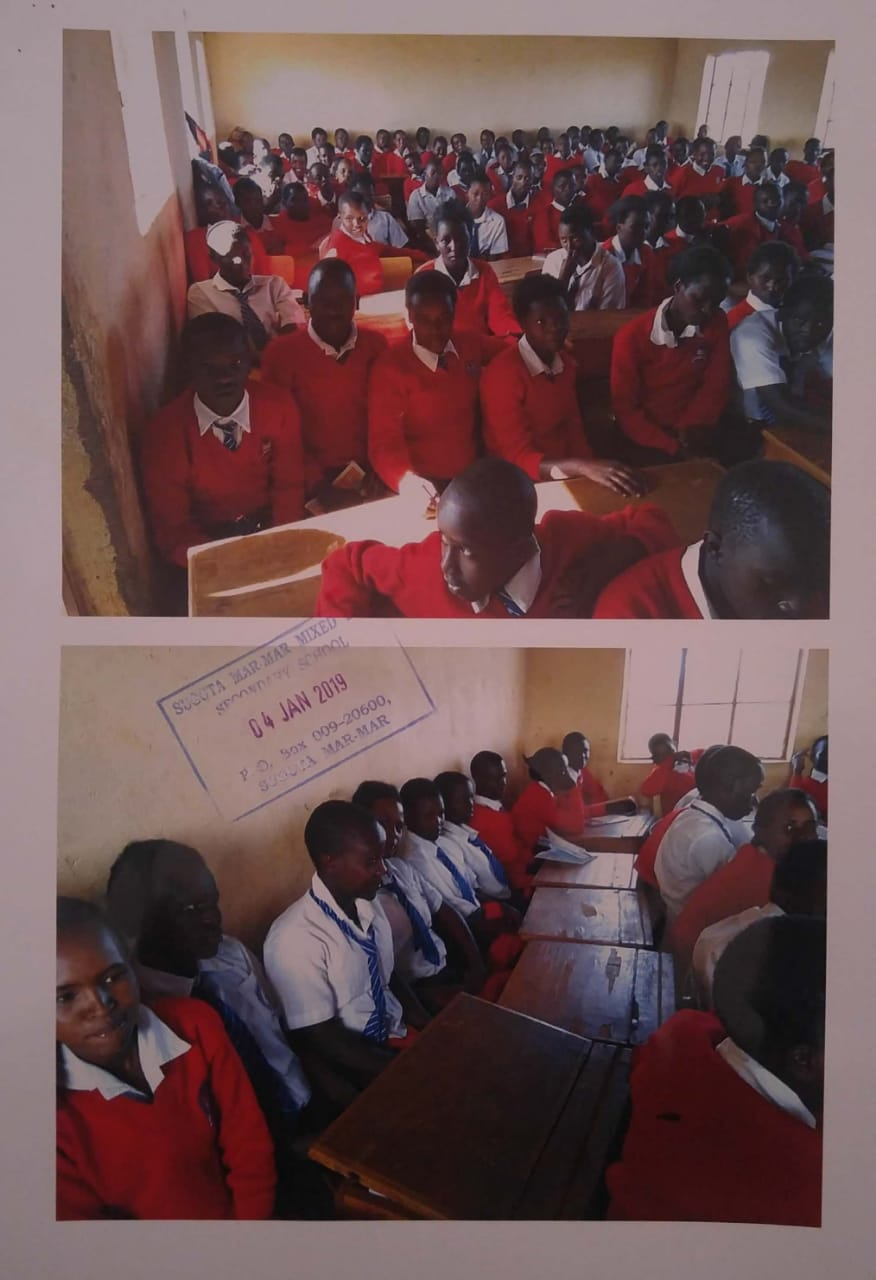 SUGUTA MAR-MAR MIXED
SECONDARY SCHOOL
04 JAN 2019
P.O. Box 009-20600,
SUGUTA MAR-MAR